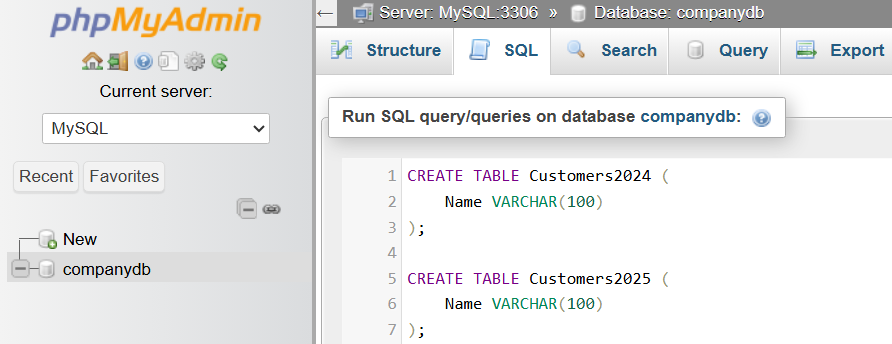 phpMyAdmin
Current server:
MySQL
Recent Favorites
New
companydb
Server: MySQL:3306 » Database: companydb
Structure SQL Search Query Export
Run SQL query/queries on database companydb:
1 CREATE TABLE Customers2024 (
2 Name VARCHAR(100)
3 );
4
5 CREATE TABLE Customers2025 (
6 Name VARCHAR(100)
7 );